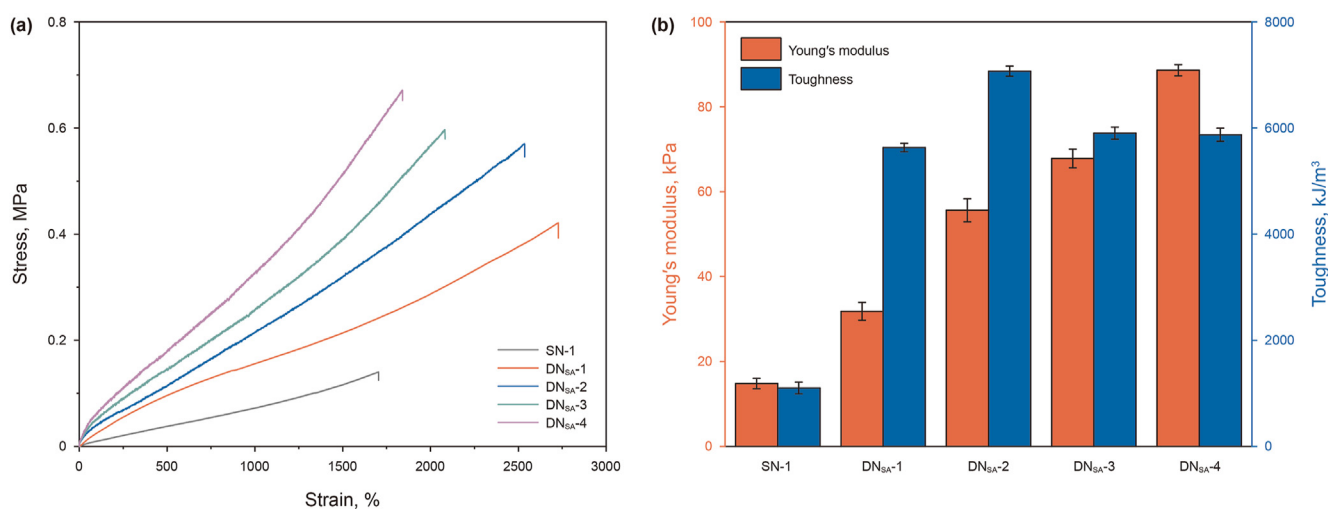 (a)
0.8
0.6
0.4
0.2
0
Stress, MPa
SN-1
DNSA-1
DNSA-2
DNSA-3
DNSA-4
0
500
1000
1500
2000
2500
3000
Strain, %
(b)
100
80
60
40
20
0
Young's modulus, kPa
Young's modulus
Toughness
8000
6000
4000
2000
0
Toughness, kJ/m³
SN-1
DNSA-1
DNSA-2
DNSA-3
DNSA-4